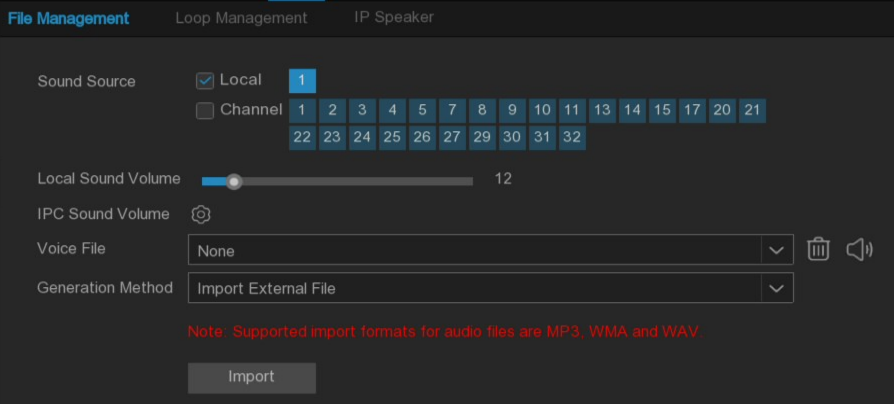 File Management Loop Management IP Speaker
Sound Source Local 1
Channel 1 2 3 4 5 7 8 9 10 11 13 14 15 17 20 21
22 23 24 25 26 27 29 30 31 32
Local Sound Volume 12
IPC Sound Volume
Voice File None
Generation Method Import External File
Note: Supported import formats for audio files are MP3, WMA and WAV.
Import